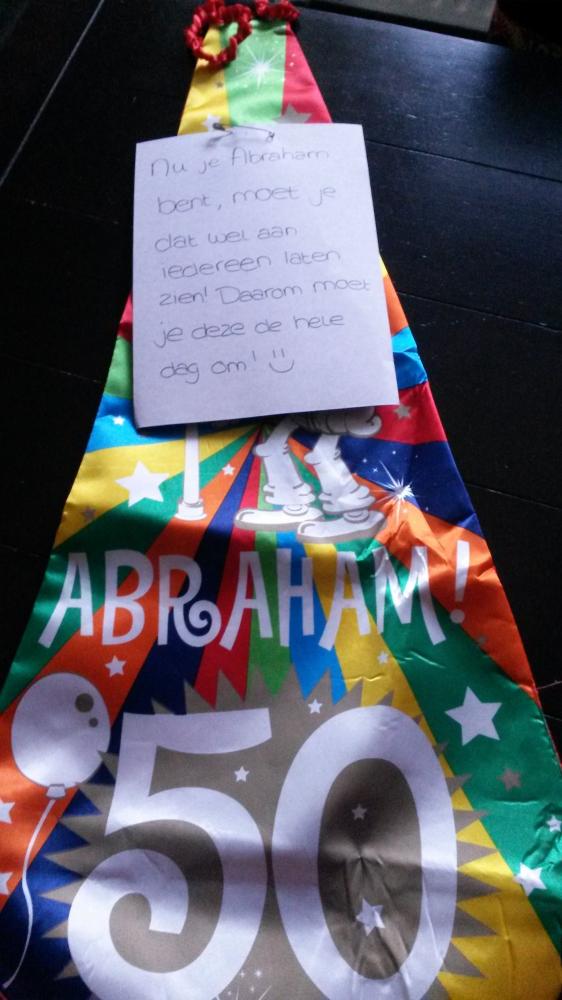 Nu je Abraham
bent, moet je
dat wel aan
iedereen laten
zien! Daarom moet
je deze de hele
dag om! :)
ABRAHAM!
50